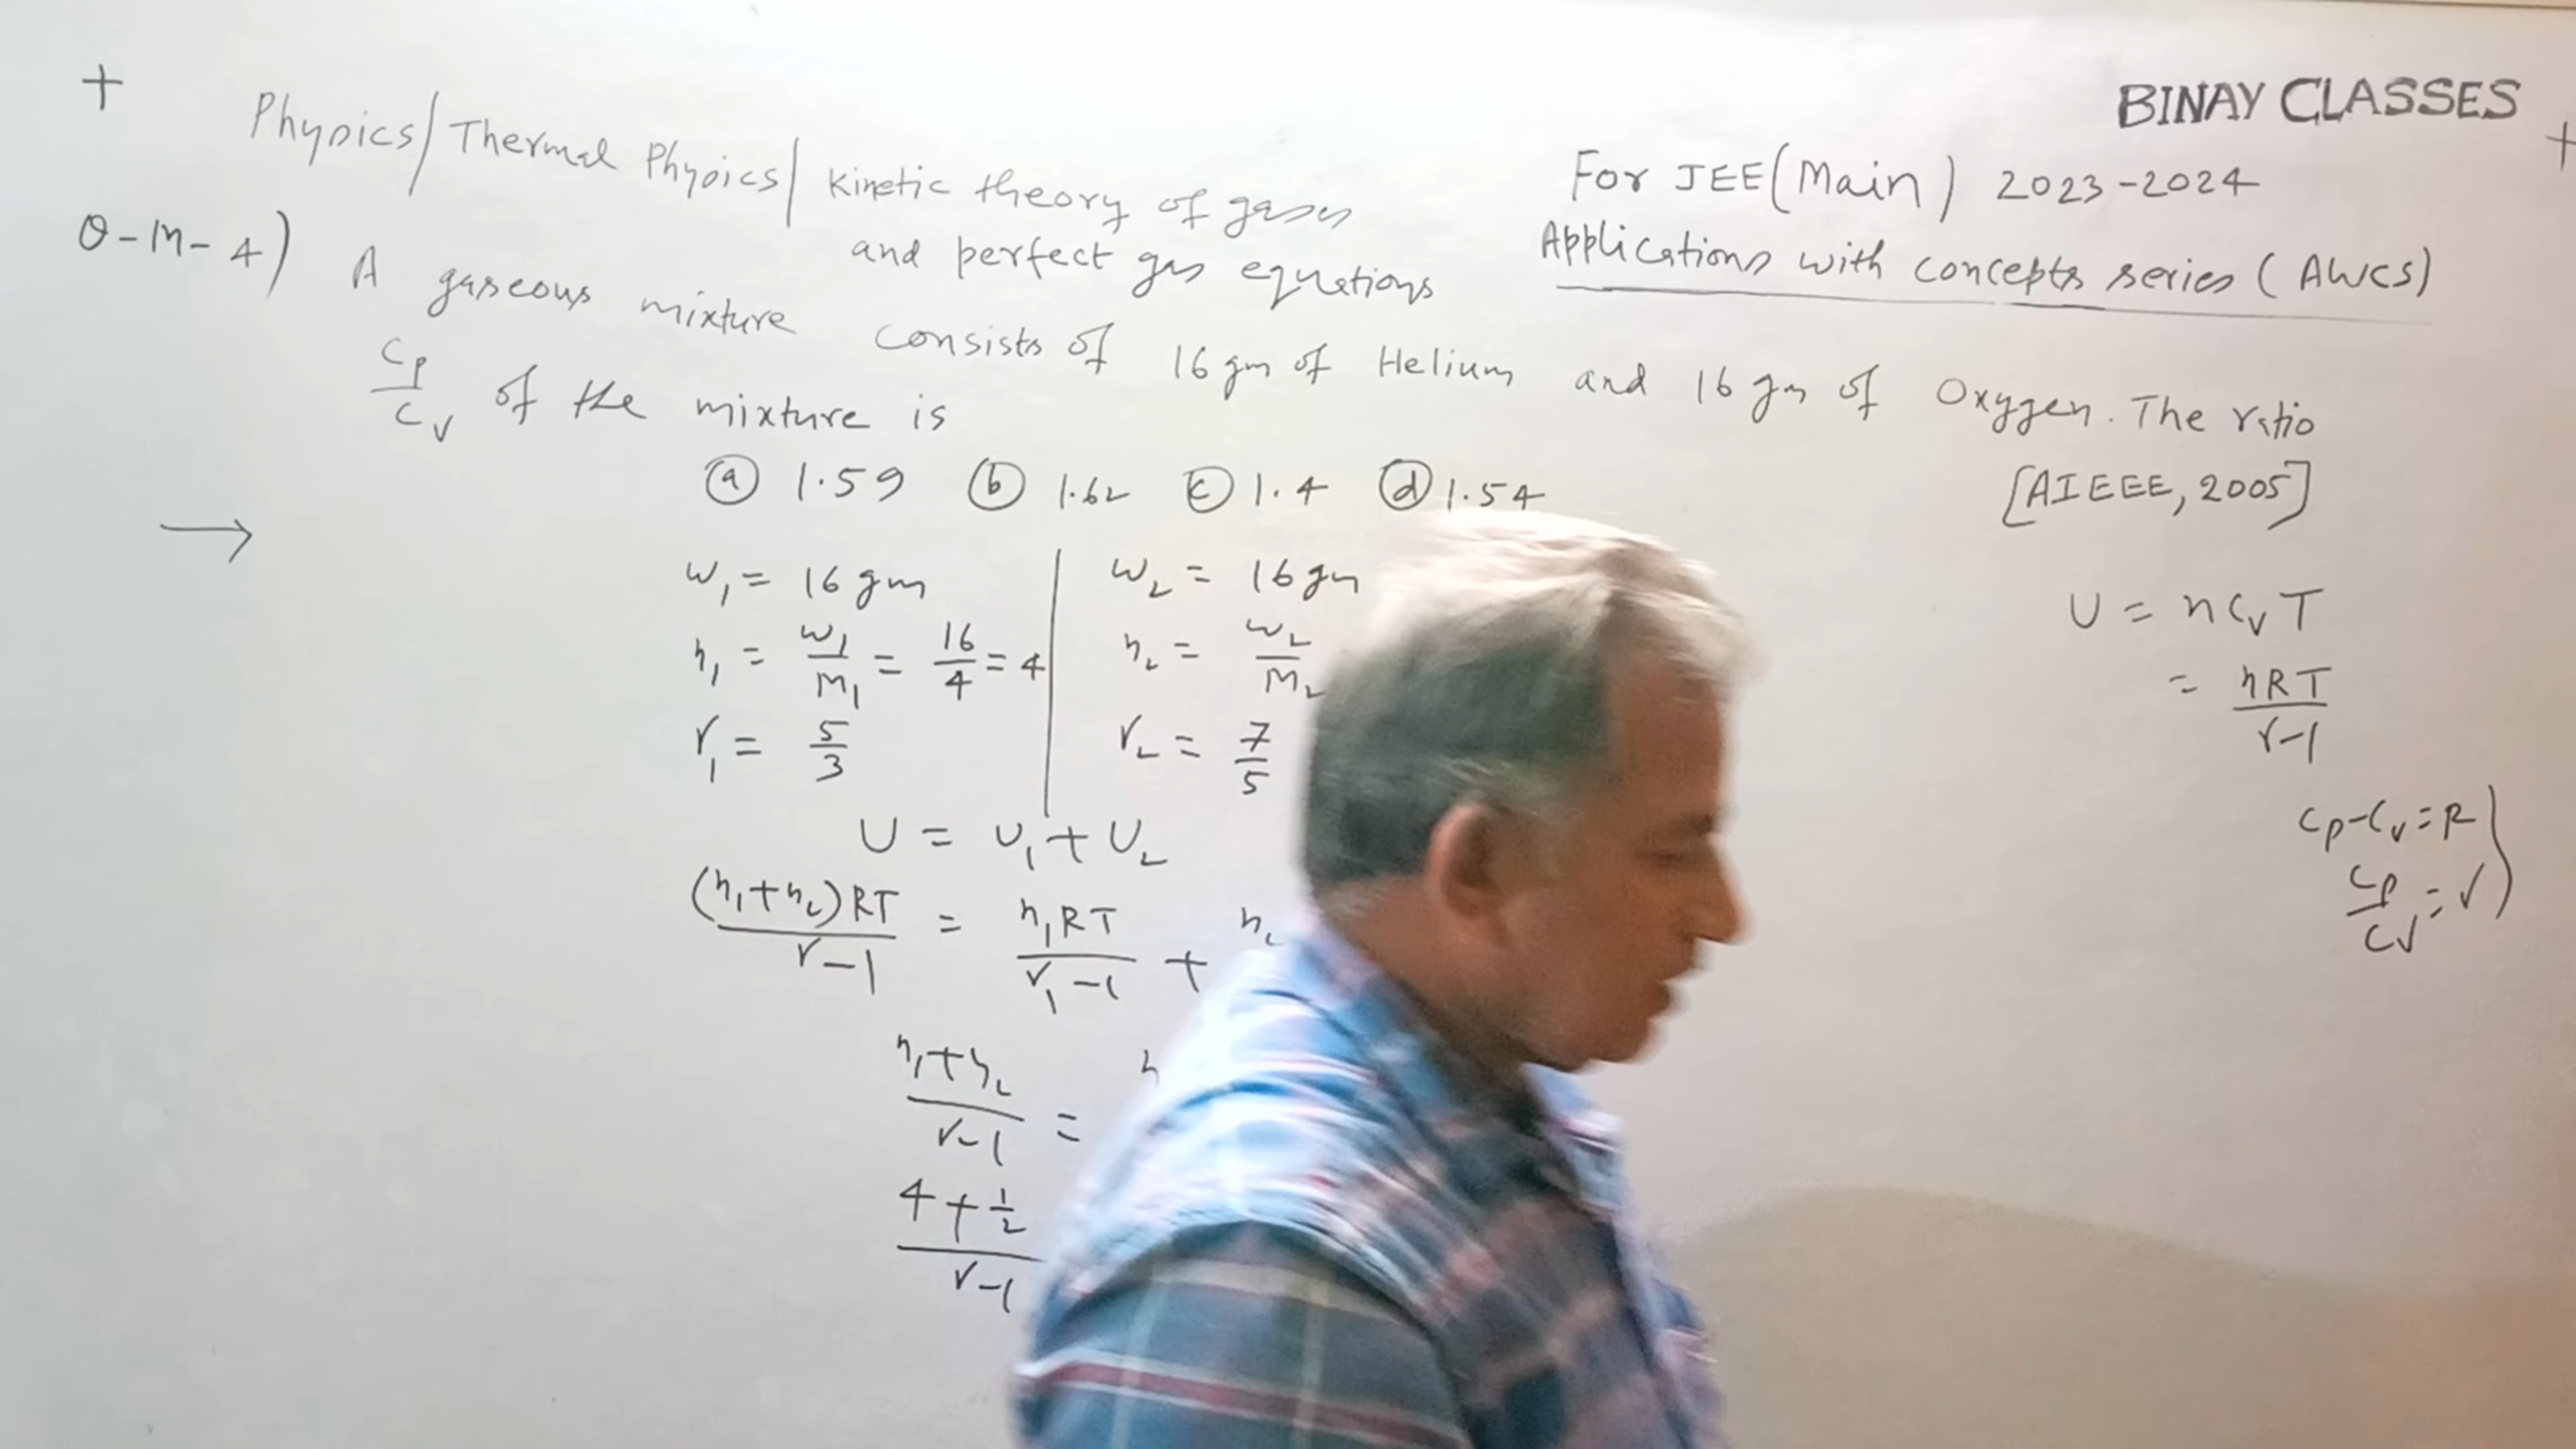 BINAY CLASSES
Physics/Thermal Physics/Kinetic theory of gases
and perfect gas equations
For JEE(Main) 2023-2024
Applications with concepts series (AWCS)
Q-M-4) A gaseous mixture consists of 16 gm of Helium and 16 gm of Oxygen. The ratio
Cp/Cv of the mixture is
[AIEEE, 2005]
(a) 1.59 (b) 1.62 (c) 1.4 (d) 1.54
→
w₁ = 16 gm
n₁ = w₁/M₁ = 16/4 = 4
γ₁ = 5/3
w₂ = 16 gm
n₂ = w₂/M₂
γ₂ = 7/5
U = U₁ + U₂
(n₁+n₂)RT/γ-1 = n₁RT/γ₁-1 + n₂
n₁+n₂/γ-1 = n
4+1/2/γ-1
U = nCvT
= nRT/γ-1
Cp-Cv=R)
Cp/Cv=γ